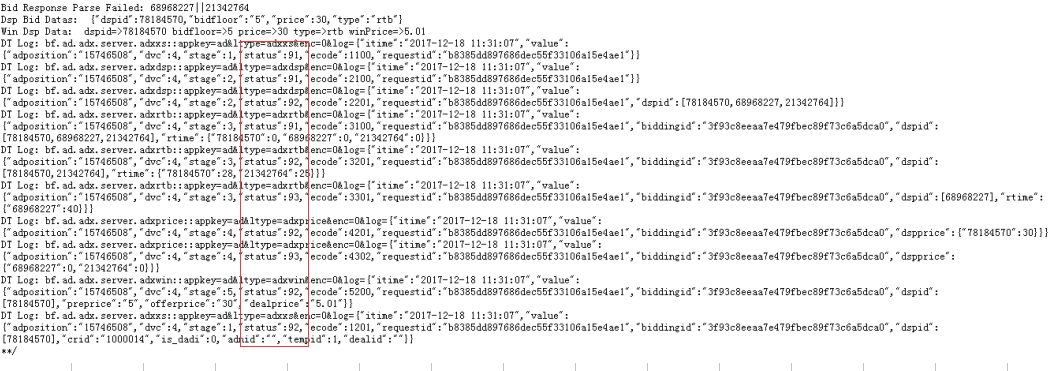 Bid Response Parse Failed: 68968227||21342764
Dsp Bid Datas:  {"dspid":78184570,"bidfloor":"5","price":30,"type":"rtb"}
Win Dsp Datas:  dspid=>78184570 bidfloor=>5 price=>30 type=>rtb winPrice=>5.01
DT Log: bf.ad.adx.server.adxxs::appkey=ad&ltype=adxxs&enc=0&log={"itime":"2017-12-18 11:31:07","value":
{"adposition":"15746508","dvc":4,"stage":1,"status":91,"ecode":1100,"requestid":"b8385dd897686dec55f33106a15e4ae1"}}
DT Log: bf.ad.adx.server.adxdsp::appkey=ad&ltype=adxdsp&enc=0&log={"itime":"2017-12-18 11:31:07","value":
{"adposition":"15746508","dvc":4,"stage":2,"status":91,"ecode":2100,"requestid":"b8385dd897686dec55f33106a15e4ae1"}}
DT Log: bf.ad.adx.server.adxdsp::appkey=ad&ltype=adxdsp&enc=0&log={"itime":"2017-12-18 11:31:07","value":
{"adposition":"15746508","dvc":4,"stage":2,"status":92,"ecode":2201,"requestid":"b8385dd897686dec55f33106a15e4ae1","dspid":[78184570,68968227,21342764]}}
DT Log: bf.ad.adx.server.adxrtb::appkey=ad&ltype=adxrtb&enc=0&log={"itime":"2017-12-18 11:31:07","value":
{"adposition":"15746508","dvc":4,"stage":3,"status":91,"ecode":3100,"requestid":"b8385dd897686dec55f33106a15e4ae1","biddingid":"3f93c8eeaa7e479fbec89f73c6a5dca0","dspid":
[78184570,68968227,21342764],"rtime":{"78184570":0,"68968227":0,"21342764":0}}}
DT Log: bf.ad.adx.server.adxrtb::appkey=ad&ltype=adxrtb&enc=0&log={"itime":"2017-12-18 11:31:07","value":
{"adposition":"15746508","dvc":4,"stage":3,"status":92,"ecode":3201,"requestid":"b8385dd897686dec55f33106a15e4ae1","biddingid":"3f93c8eeaa7e479fbec89f73c6a5dca0","dspid":
[78184570,21342764],"rtime":{"78184570":28,"21342764":25}}}
DT Log: bf.ad.adx.server.adxrtb::appkey=ad&ltype=adxrtb&enc=0&log={"itime":"2017-12-18 11:31:07","value":
{"adposition":"15746508","dvc":4,"stage":3,"status":93,"ecode":3301,"requestid":"b8385dd897686dec55f33106a15e4ae1","biddingid":"3f93c8eeaa7e479fbec89f73c6a5dca0","dspid":[68968227],"rtime":
{"68968227":40}}}
DT Log: bf.ad.adx.server.adxprice::appkey=ad&ltype=adxprice&enc=0&log={"itime":"2017-12-18 11:31:07","value":
{"adposition":"15746508","dvc":4,"stage":4,"status":92,"ecode":4201,"requestid":"b8385dd897686dec55f33106a15e4ae1","biddingid":"3f93c8eeaa7e479fbec89f73c6a5dca0","dspprice":{"78184570":30}}}
DT Log: bf.ad.adx.server.adxprice::appkey=ad&ltype=adxprice&enc=0&log={"itime":"2017-12-18 11:31:07","value":
{"adposition":"15746508","dvc":4,"stage":4,"status":93,"ecode":4302,"requestid":"b8385dd897686dec55f33106a15e4ae1","biddingid":"3f93c8eeaa7e479fbec89f73c6a5dca0","dspprice":
{"68968227":0,"21342764":0}}}
DT Log: bf.ad.adx.server.adxwin::appkey=ad&ltype=adxwin&enc=0&log={"itime":"2017-12-18 11:31:07","value":
{"adposition":"15746508","dvc":4,"stage":5,"status":92,"ecode":5200,"requestid":"b8385dd897686dec55f33106a15e4ae1","biddingid":"3f93c8eeaa7e479fbec89f73c6a5dca0","dspid":
[78184570],"preprice":"5","offerprice":"30","dealprice":"5.01"}}
DT Log: bf.ad.adx.server.adxxs::appkey=ad&ltype=adxxs&enc=0&log={"itime":"2017-12-18 11:31:07","value":
{"adposition":"15746508","dvc":4,"stage":1,"status":92,"ecode":1201,"requestid":"b8385dd897686dec55f33106a15e4ae1","biddingid":"3f93c8eeaa7e479fbec89f73c6a5dca0","dspid":
[78184570],"crid":"1000014","is_dadi":0,"admid":"","tempid":1,"dealid":""}}
**/